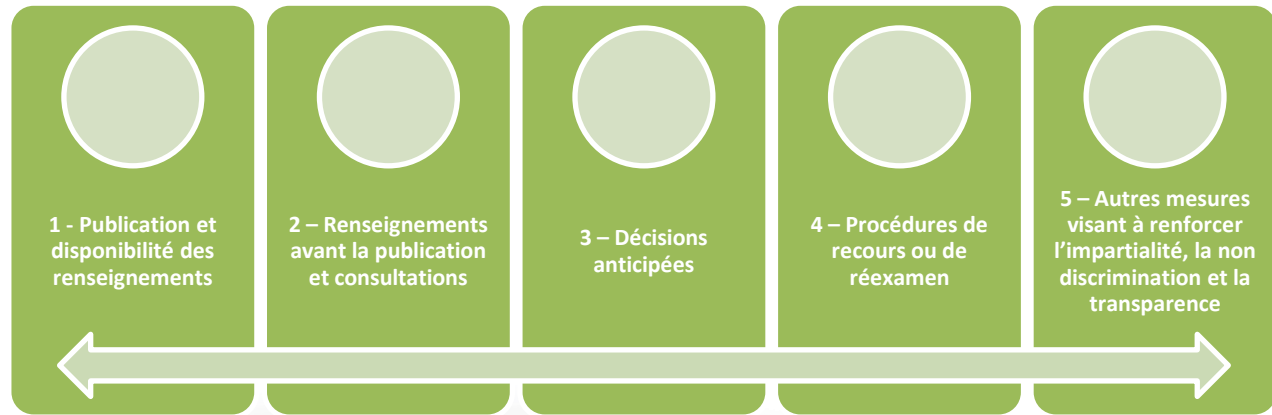 1 - Publication et
disponibilité des
renseignements
2 – Renseignements
avant la publication
et consultations
3 – Décisions
anticipées
4 – Procédures de
recours ou de
réexamen
5 – Autres mesures
visant à renforcer
l’impartialité, la non
discrimination et la
transparence